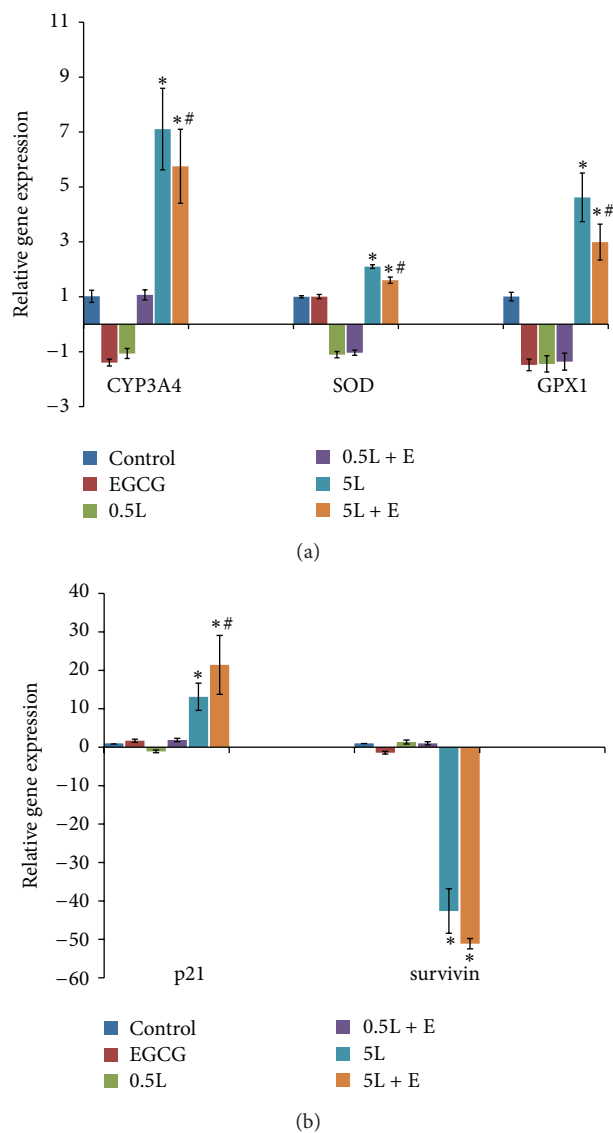 11
9
7
5
3
1
−1
−3
Relative gene expression
* *# * *# * *#
CYP3A4 SOD GPX1
Control 0.5L + E
EGCG 5L
0.5L 5L + E
(a)
40
30
20
10
0
−10
−20
−30
−40
−50
−60
Relative gene expression
* *#
* *
p21 survivin
Control 0.5L + E
EGCG 5L
0.5L 5L + E
(b)